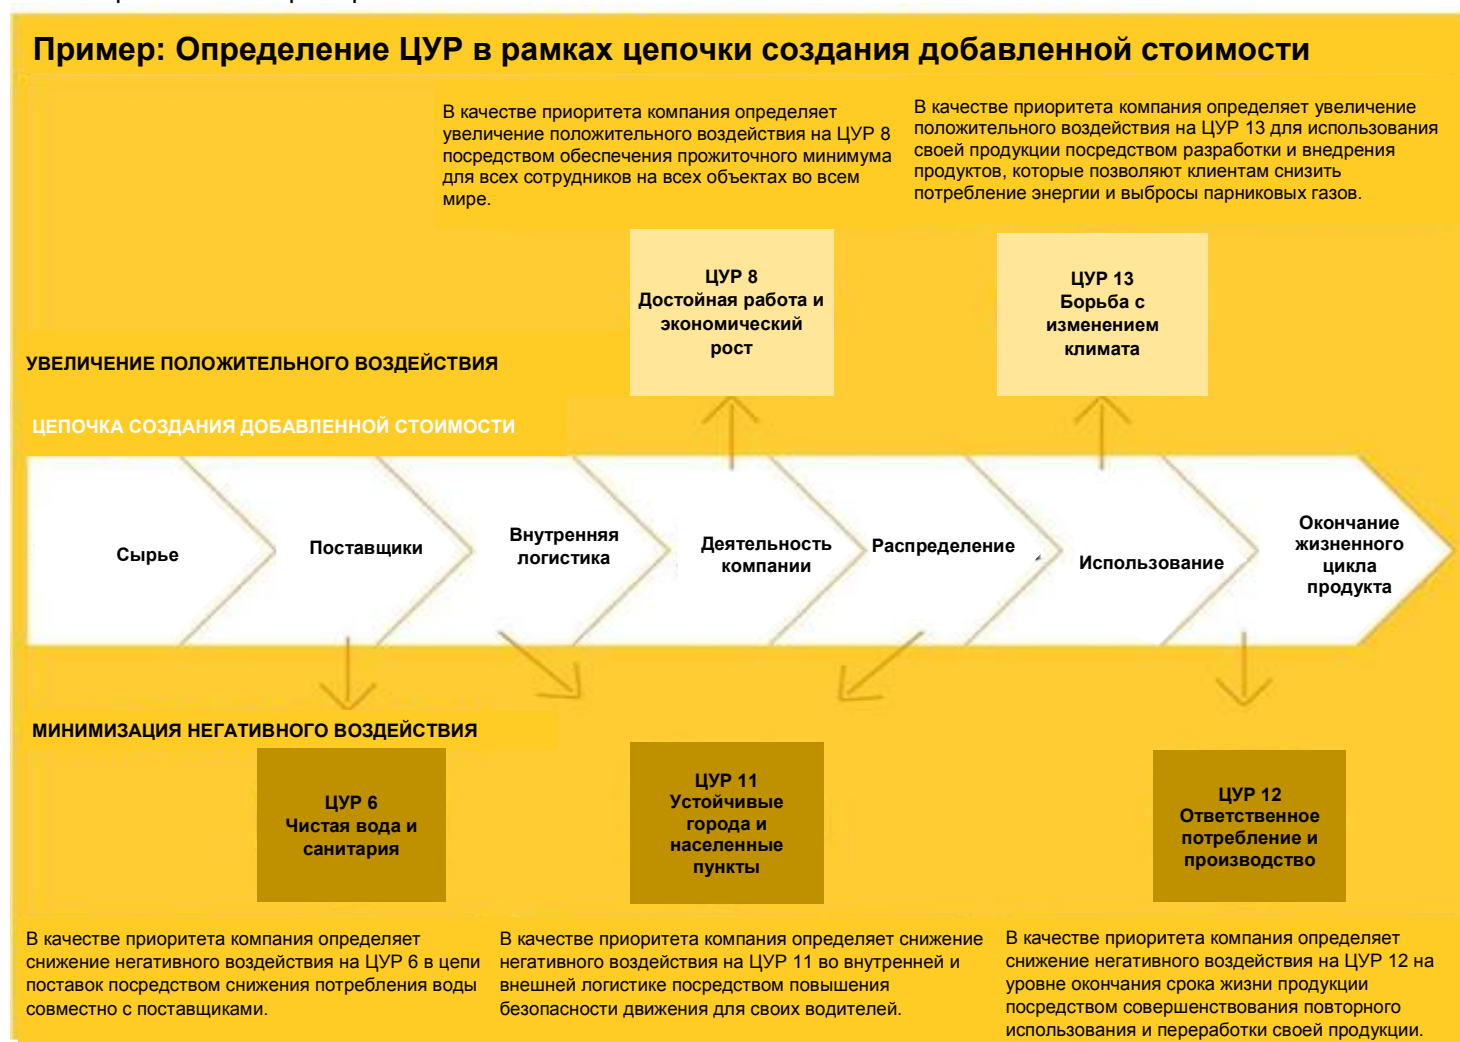 Пример: Определение ЦУР в рамках цепочки создания добавленной стоимости
В качестве приоритета компания определяет
увеличение положительного воздействия на ЦУР 8
посредством обеспечения прожиточного минимума
для всех сотрудников на всех объектах во всем
мире.
В качестве приоритета компания определяет увеличение
положительного воздействия на ЦУР 13 для использования
своей продукции посредством разработки и внедрения
продуктов, которые позволяют клиентам снизить
потребление энергии и выбросы парниковых газов.
ЦУР 8
Достойная работа и
экономический
рост
ЦУР 13
Борьба с
изменением
климата
УВЕЛИЧЕНИЕ ПОЛОЖИТЕЛЬНОГО ВОЗДЕЙСТВИЯ
ЦЕПОЧКА СОЗДАНИЯ ДОБАВЛЕННОЙ СТОИМОСТИ
Сырье
Поставщики
Внутренняя
логистика
Деятельность
компании
Распределение
Использование
Окончание
жизненного
цикла
продукта
МИНИМИЗАЦИЯ НЕГАТИВНОГО ВОЗДЕЙСТВИЯ
ЦУР 6
Чистая вода и
санитария
ЦУР 11
Устойчивые
города и
населенные
пункты
ЦУР 12
Ответственное
потребление и
производство
В качестве приоритета компания определяет
снижение негативного воздействия на ЦУР 6 в цепи
поставок посредством снижения потребления воды
совместно с поставщиками.
В качестве приоритета компания определяет снижение
негативного воздействия на ЦУР 11 во внутренней и
внешней логистике посредством повышения
безопасности движения для своих водителей.
В качестве приоритета компания определяет
снижение негативного воздействия на ЦУР 12 на
уровне окончания срока жизни продукции
посредством совершенствования повторного
использования и переработки своей продукции.